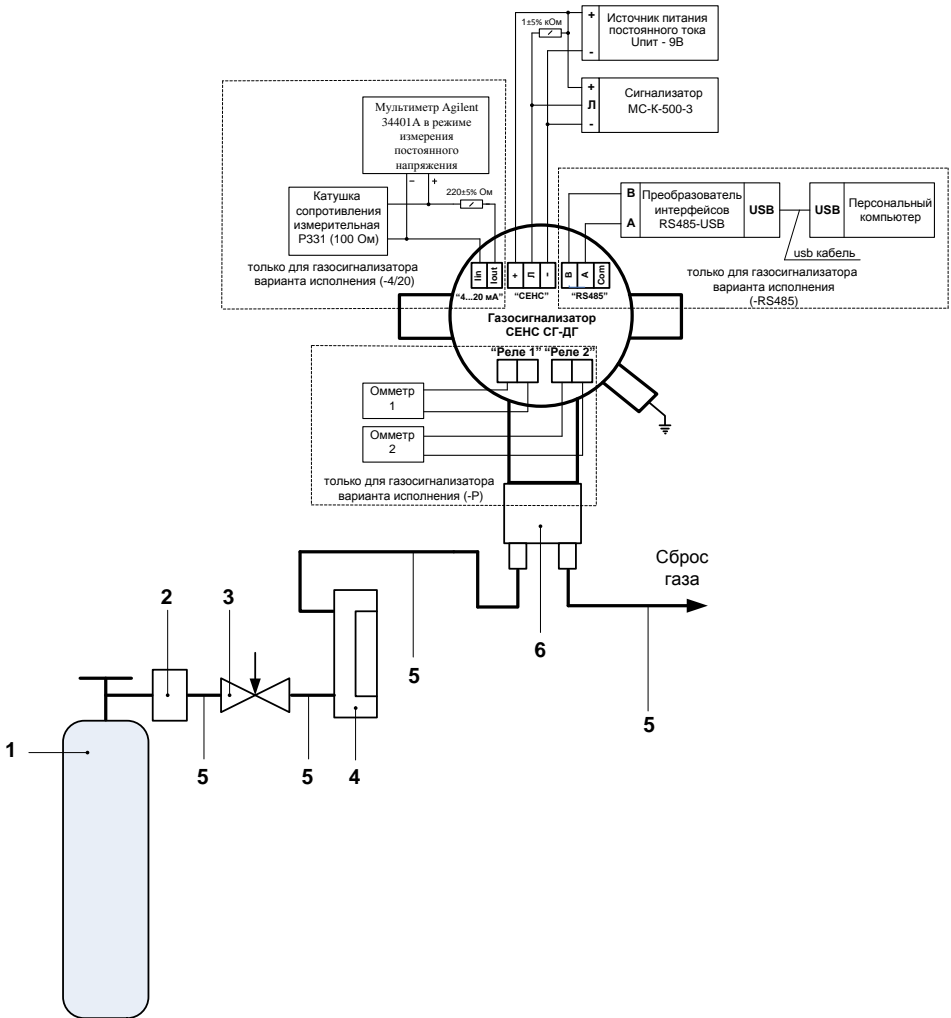 1±5% кОм
+
-
Источник питания
постоянного тока
Uпит - 9В
+
Л
-
Сигнализатор
МС-К-500-3
Мультиметр Agilent
34401А в режиме
измерения
постоянного
напряжения
−
+
220±5% Ом
Катушка
сопротивления
измерительная
Р331 (100 Ом)
только для газосигнализатора
варианта исполнения (-4/20)
B
A
Преобразователь
интерфейсов
RS485-USB
USB
USB
Персональный
компьютер
usb кабель
только для газосигнализатора
варианта исполнения
(-RS485)
Iin
Iout
+
Л
-
B
A
Com
“4...20 мА”
“СЕНС”
“RS485”
Газосигнализатор
СЕНС СГ-ДГ
“Реле 1”
“Реле 2”
Омметр
1
Омметр
2
только для газосигнализатора
варианта исполнения (-Р)
Сброс
газа
1
2
3
4
5
5
5
5
6